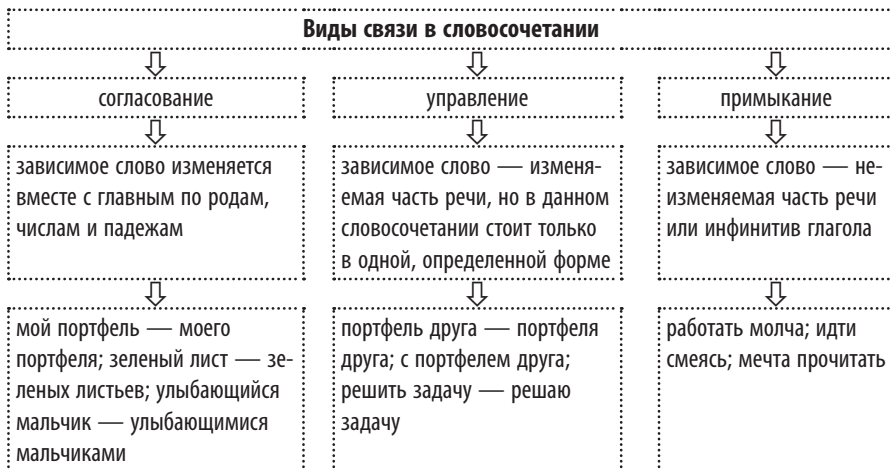 Виды связи в словосочетании
согласование
управление
примыкание
зависимое слово изменяется
вместе с главным по родам,
числам и падежам
зависимое слово — изменя-
емая часть речи, но в данном
словосочетании стоит только
в одной, определенной форме
зависимое слово — не-
изменяемая часть речи
или инфинитив глагола
мой портфель — моего
портфеля; зеленый лист — зе-
леных листьев; улыбающийся
мальчик — улыбающимися
мальчиками
портфель друга — портфеля
друга; с портфелем друга;
решить задачу — решаю
задачу
работать молча; идти
смеясь; мечта прочитать